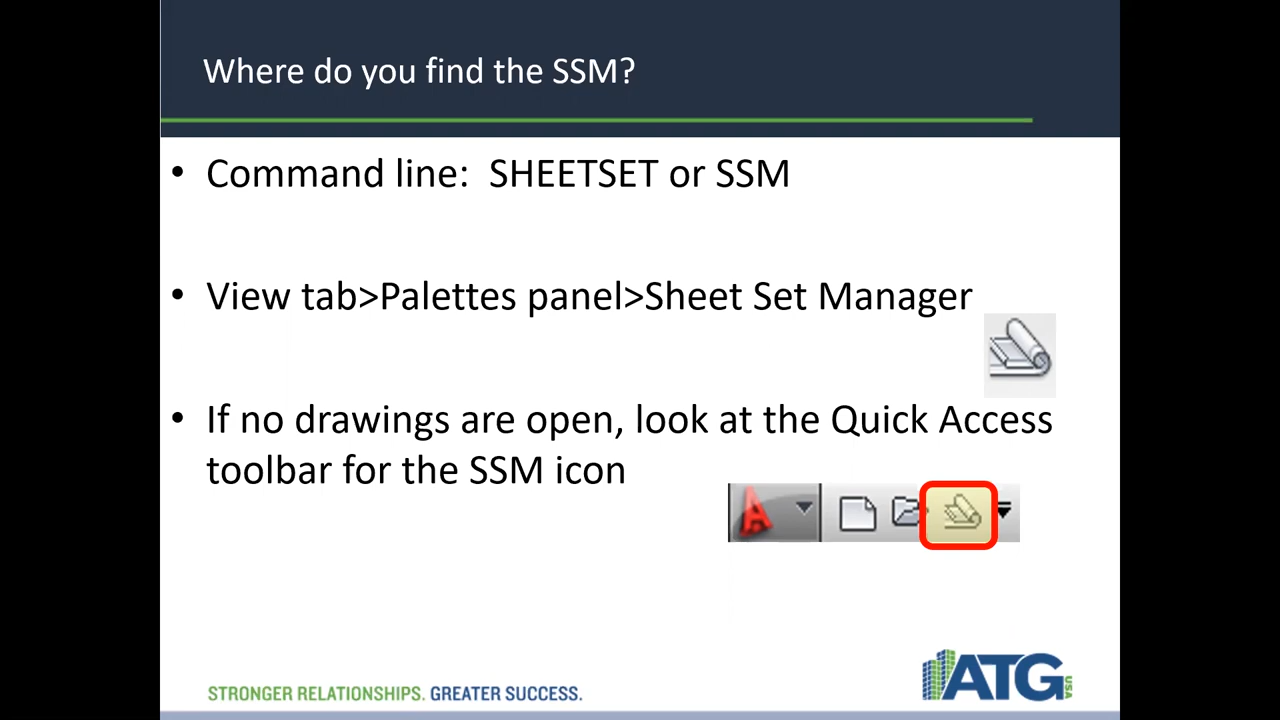 Where do you find the SSM?
• Command line: SHEETSET or SSM
• View tab>Palettes panel>Sheet Set Manager
• If no drawings are open, look at the Quick Access
toolbar for the SSM icon
STRONGER RELATIONSHIPS. GREATER SUCCESS.
ATG USA